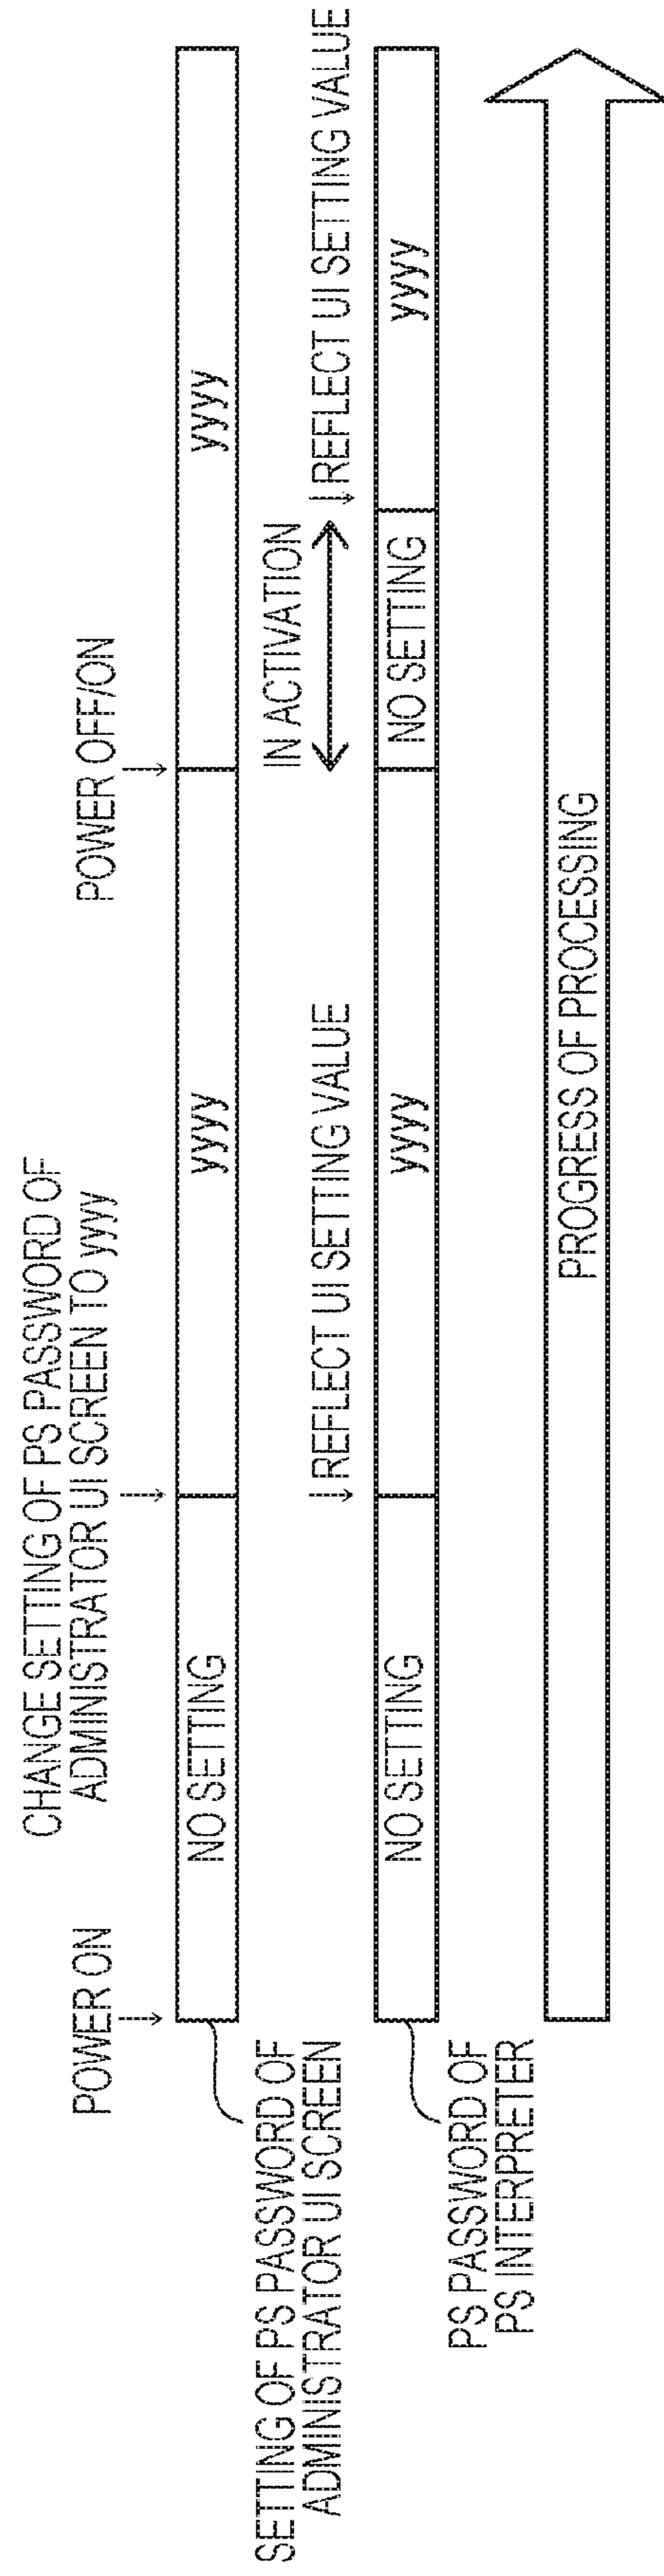 POWER ON
CHANGE SETTING OF PS PASSWORD OF
ADMINISTRATOR UI SCREEN TO yyyy
POWER OFF/ON
SETTING OF PS PASSWORD OF
ADMINISTRATOR UI SCREEN
NO SETTING
yyyy
yyyy
REFLECT UI SETTING VALUE
IN ACTIVATION
REFLECT UI SETTING VALUE
PS PASSWORD OF
PS INTERPRETER
NO SETTING
yyyy
NO SETTING
yyyy
PROGRESS OF PROCESSING